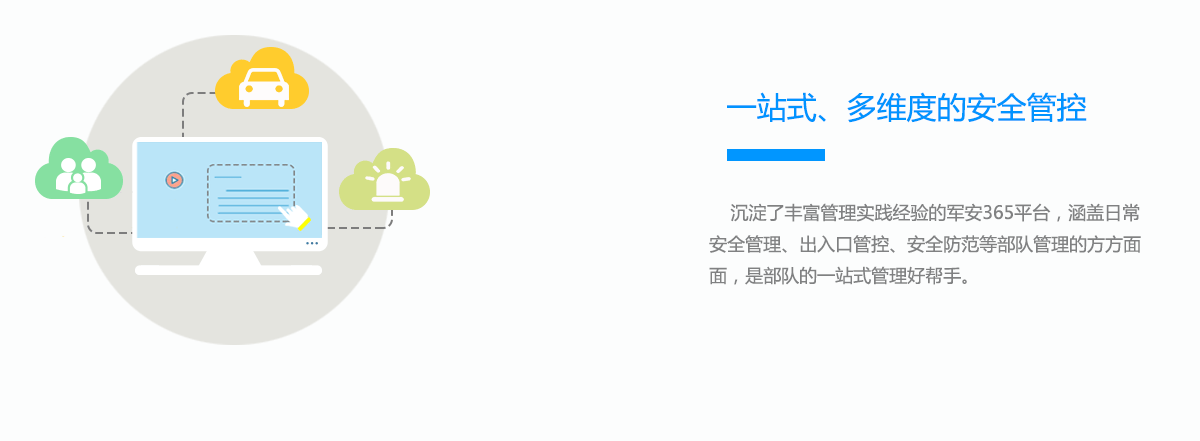 一站式、多维度的安全管控
沉淀了丰富管理实践经验的军安365平台，涵盖日常
安全管理、出入口管控、安全防范等部队管理的方方面
面，是部队的一站式管理好帮手。